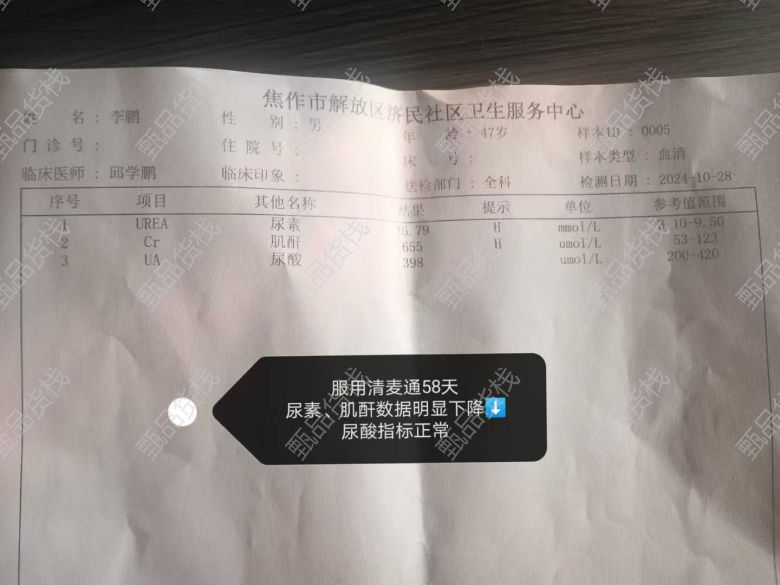 焦作市解放区济民社区卫生服务中心
姓 名：李鹏 性 别：男 年 龄：47岁 样本ID：0005
门诊号： 住院号： 床 号： 样本类型：血清
临床医师：邱学鹏 临床印象： 送检部门：全科 检测日期：2024-10-28
序号 项目 其他名称 结果 提示 单位 参考值范围
1 UREA 尿素 16.79 H mmol/L 3.10-9.50
2 Cr 肌酐 655 H umol/L 53-123
3 UA 尿酸 398 umol/L 200-420
服用清麦通58天
尿素、肌酐数据明显下降⬇️
尿酸指标正常
甄品货栈